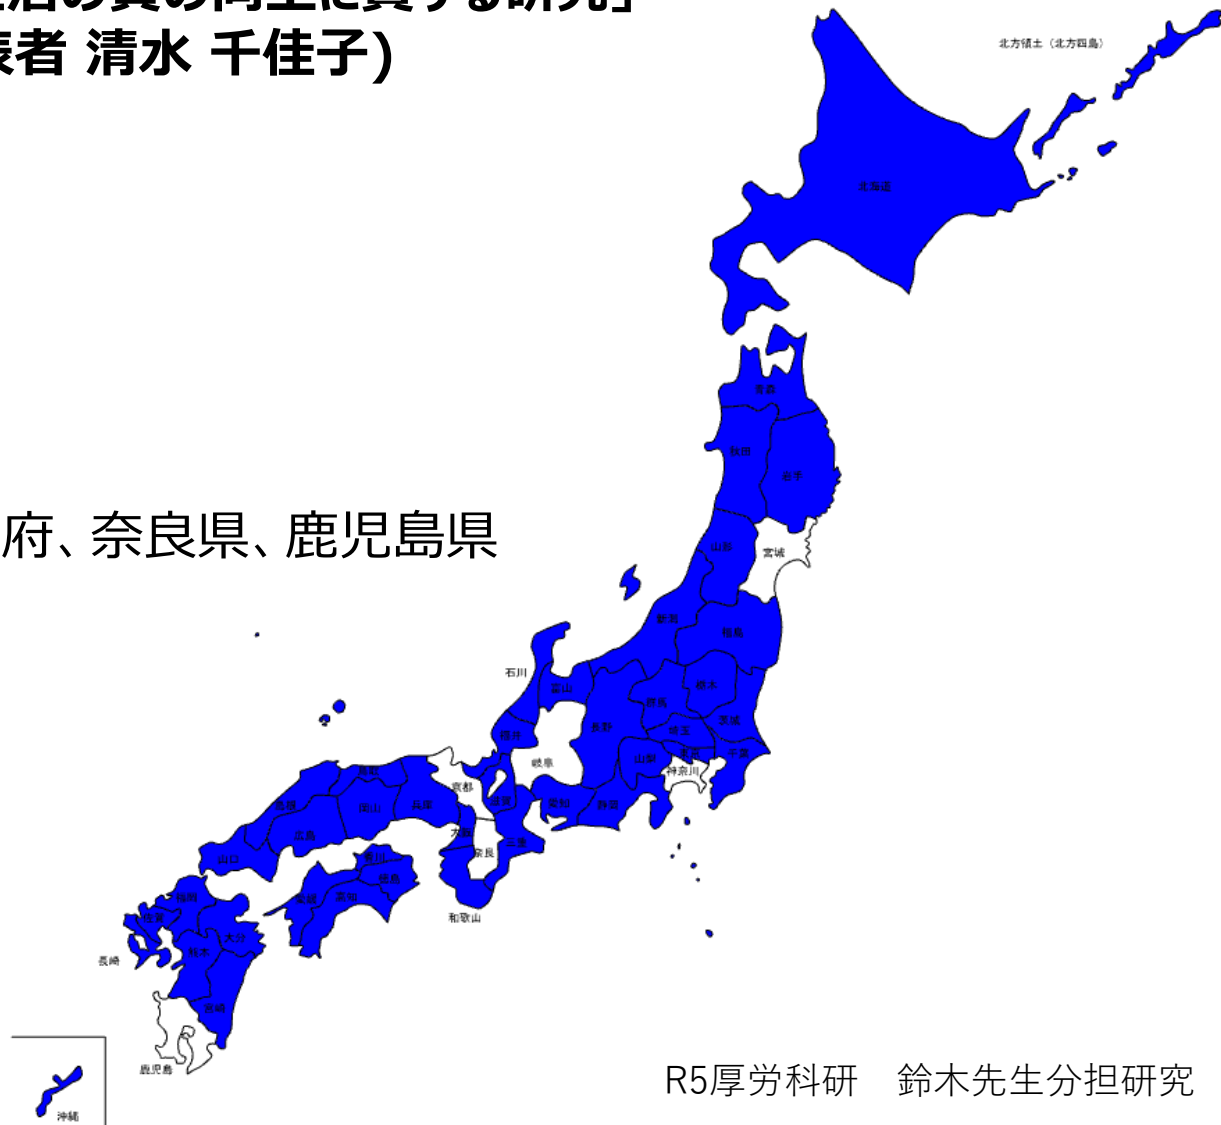 生活の質の向上に資する研究」
表者 清水 千佳子)
北方領土（北方四島）
北海道
青森
秋田
岩手
山形
宮城
府、奈良県、鹿児島県
新潟
福島
石川
富山
栃木
群馬
長野
茨城
埼玉
福井
東京
千葉
山梨
岐阜
神奈川
鳥取
京都
滋賀
愛知
静岡
島根
岡山
兵庫
広島
大阪
三重
奈良
山口
香川
徳島
福岡
愛媛
高知
佐賀
和歌山
大分
熊本
長崎
宮崎
鹿児島
R5厚労科研　鈴木先生分担研究
沖縄